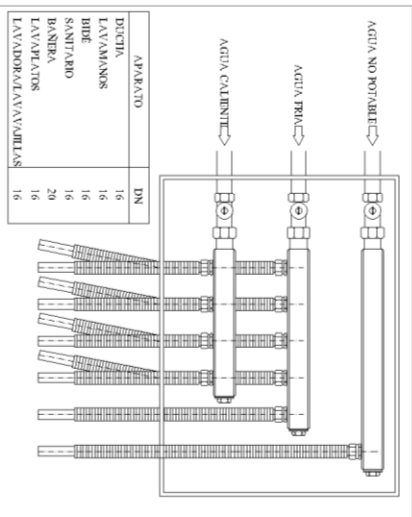 AGUA NO POTABLE
AGUA FRIA
AGUA CALIENTE
APARATO DN
DUCHA 16
LAVAMANOS 16
BIDÉ 16
SANITARIO 16
BAÑERA 20
LAVAPLATOS 16
LAVADORA/LAVAVAJILLAS 16